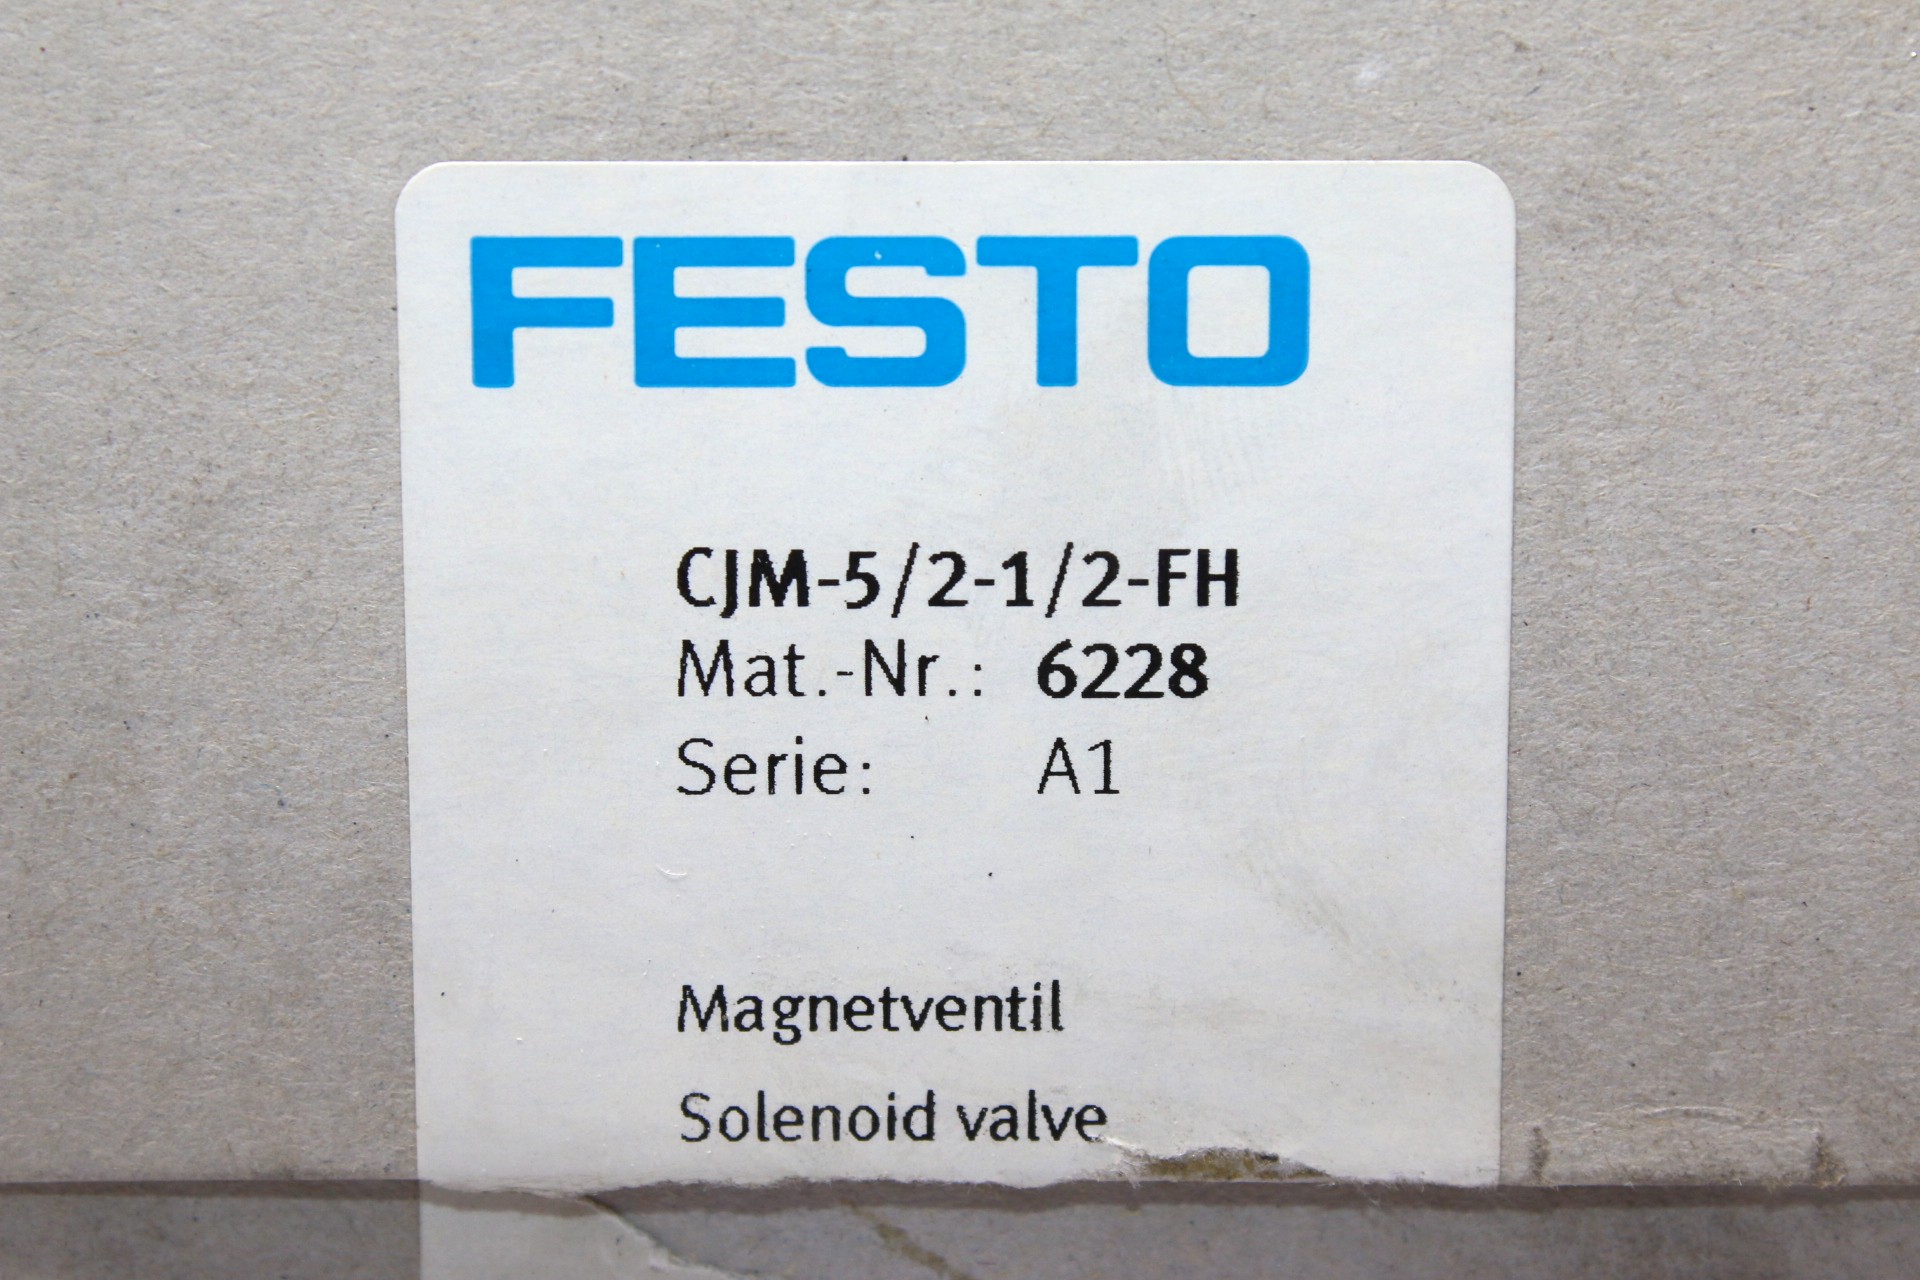 FESTO
CJM-5/2-1/2-FH
Mat.-Nr.: 6228
Serie: A1
Magnetventil
Solenoid valve